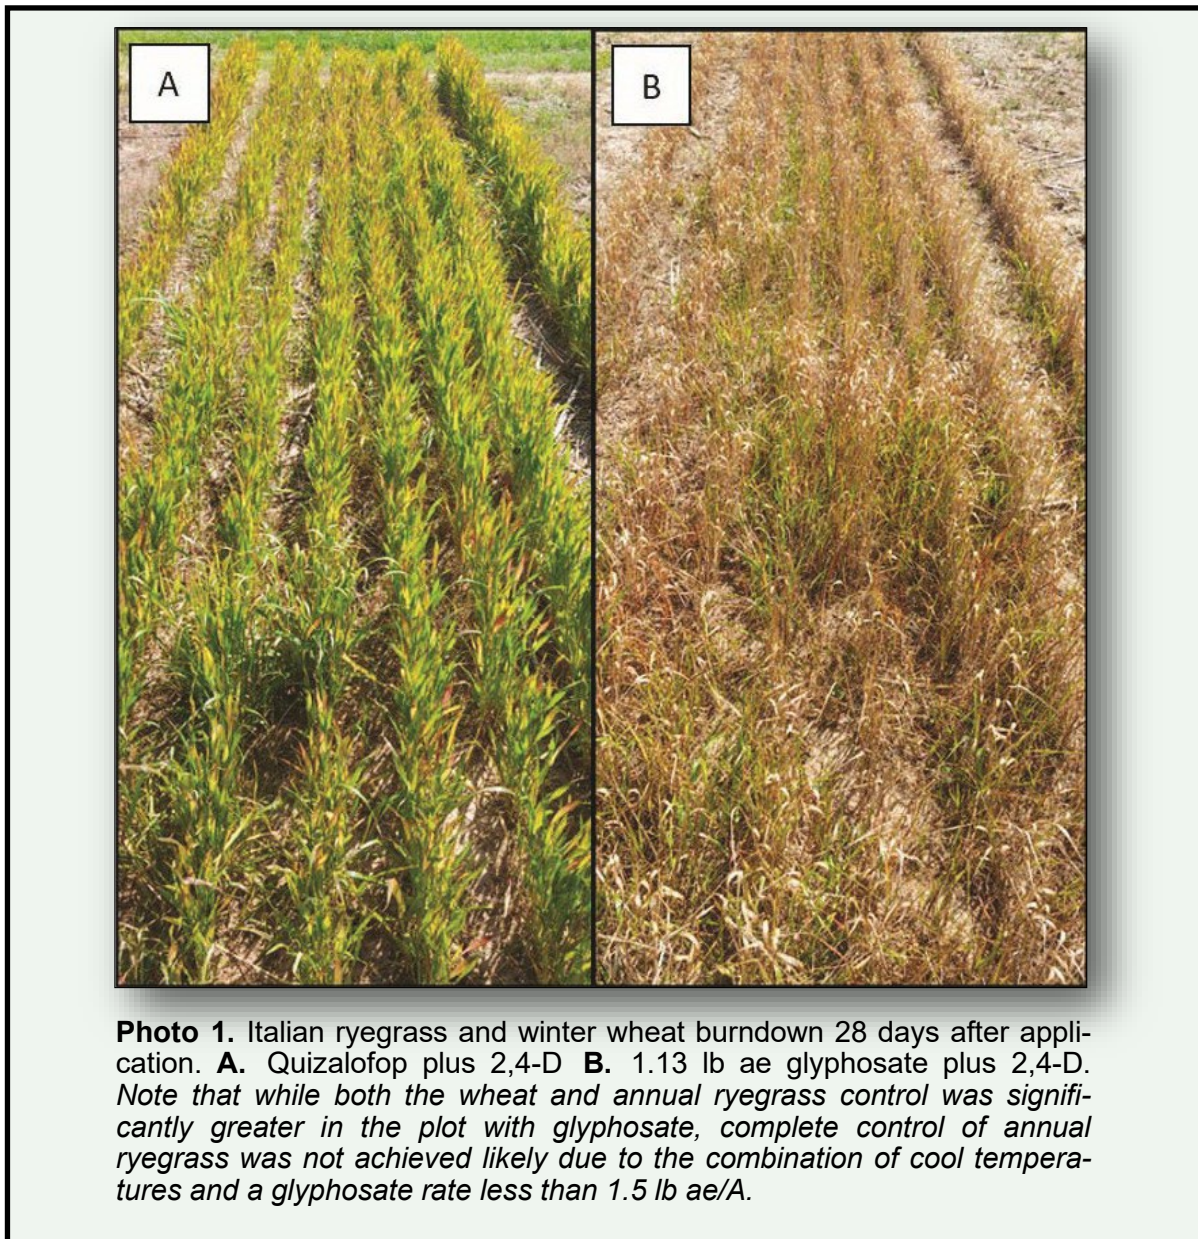 A
B
Photo 1. Italian ryegrass and winter wheat burndown 28 days after appli-
cation. A. Quizalofop plus 2,4-D B. 1.13 lb ae glyphosate plus 2,4-D.
Note that while both the wheat and annual ryegrass control was signifi-
cantly greater in the plot with glyphosate, complete control of annual
ryegrass was not achieved likely due to the combination of cool tempera-
tures and a glyphosate rate less than 1.5 lb ae/A.